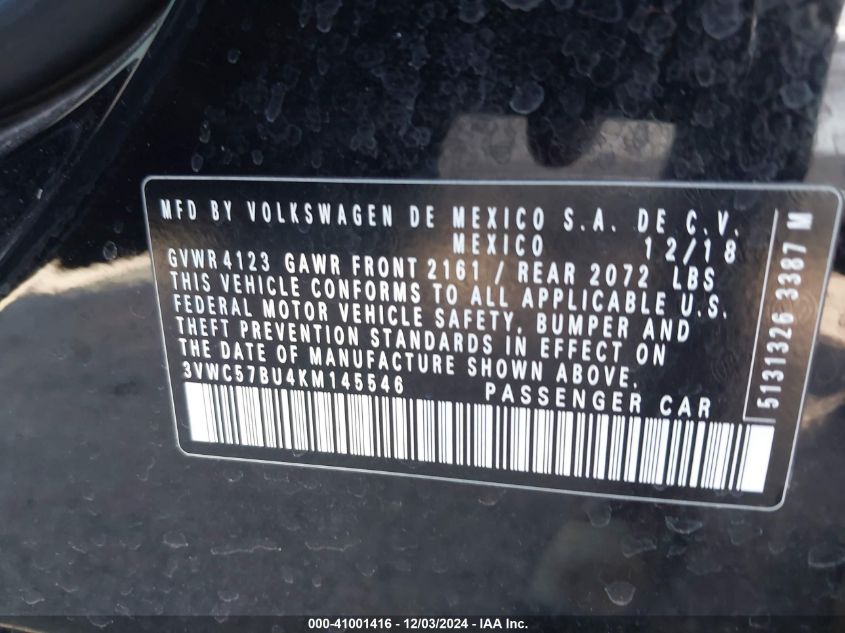 MFD BY VOLKSWAGEN DE MEXICO S.A. DE C.V.
MEXICO 12/18
GVWR 4123 GAWR FRONT 2161 / REAR 2072 LBS
THIS VEHICLE CONFORMS TO ALL APPLICABLE U.S.
FEDERAL MOTOR VEHICLE SAFETY, BUMPER AND
THEFT PREVENTION STANDARDS IN EFFECT ON
THE DATE OF MANUFACTURE SHOWN ABOVE.
3VWC57BU4KM145546 PASSENGER CAR
5131326 3387 M
000-41001416 - 12/03/2024 - IAA Inc.